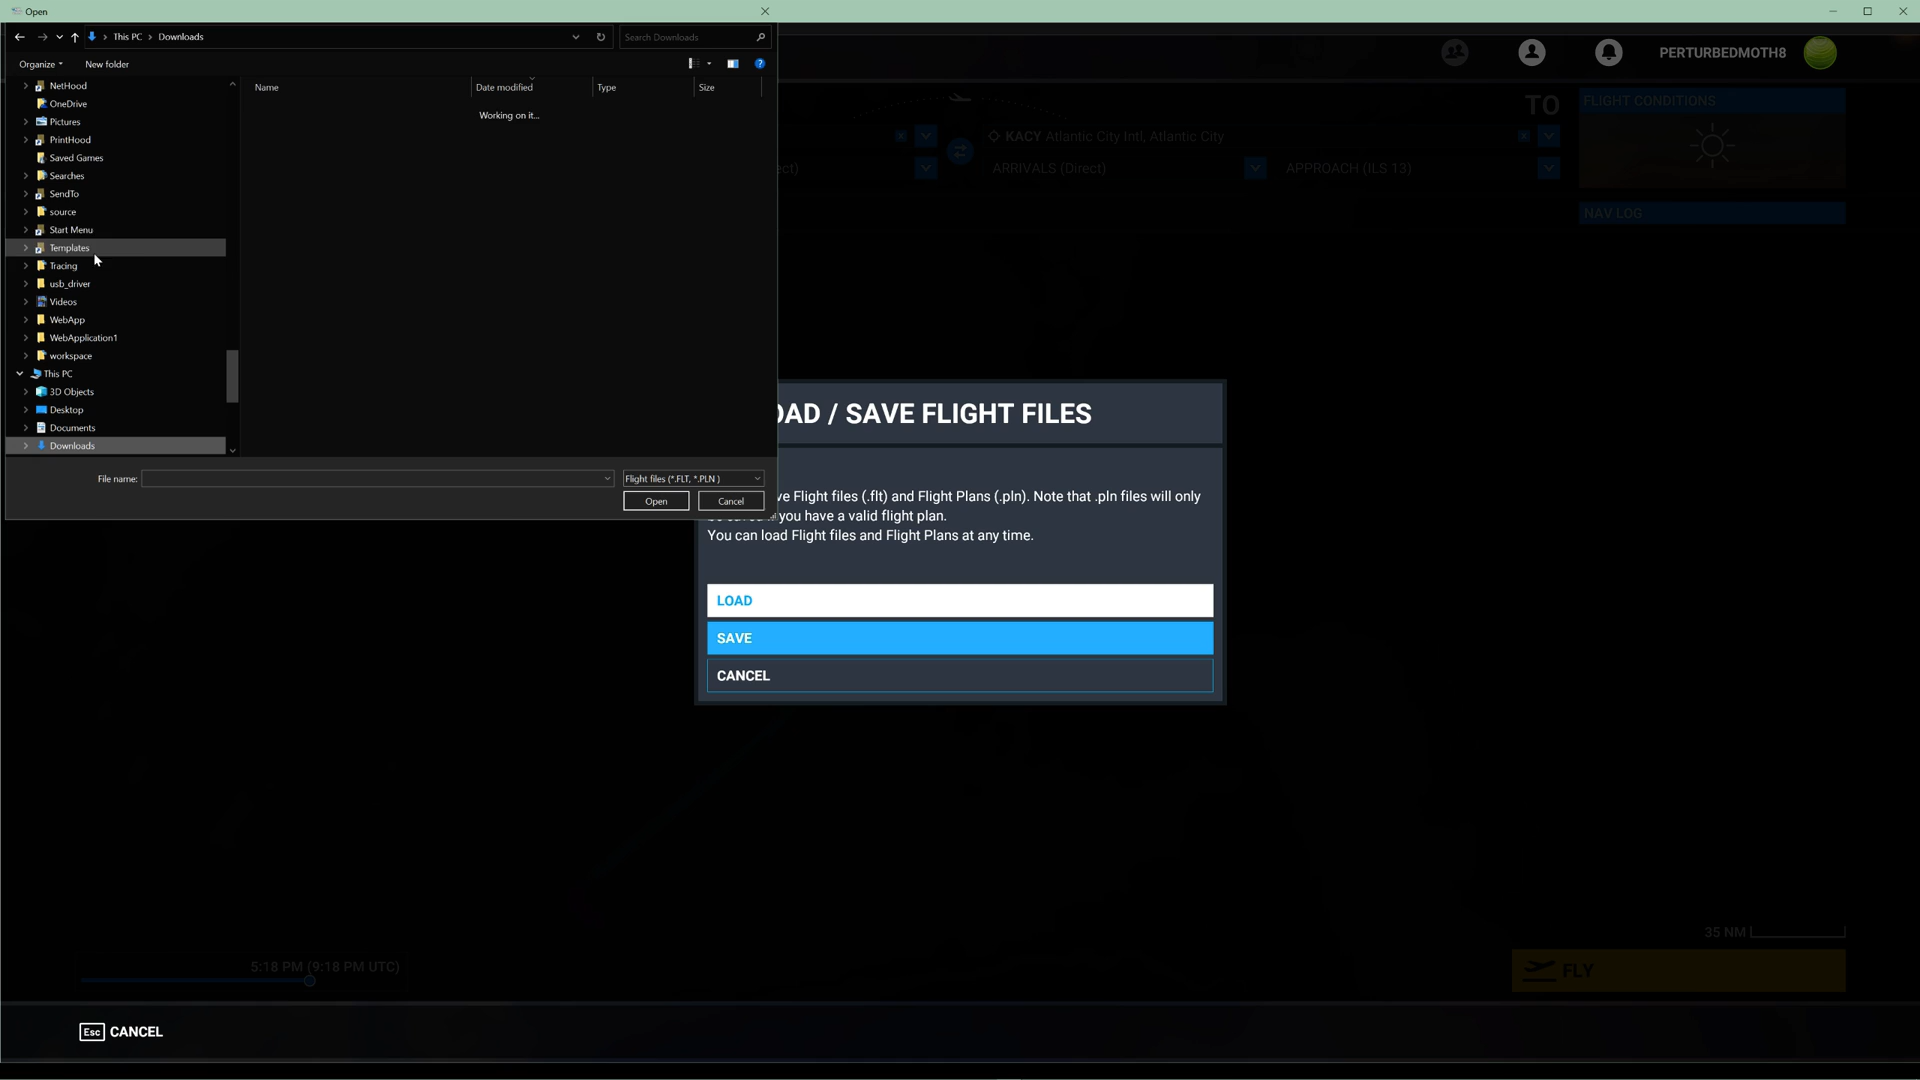 Open
This PC > Downloads
Search Downloads
Organize
New folder
PERTURBEDMOTH8
NetHood
OneDrive
Pictures
PrintHood
Saved Games
Searches
SendTo
source
Start Menu
Templates
Tracing
usb_driver
Videos
WebApp
WebApplication1
workspace
This PC
3D Objects
Desktop
Documents
Downloads
Name
Date modified
Type
Size
Working on it...
File name:
Flight files (*.FLT, *.PLN )
Open
Cancel
TO
FLIGHT CONDITIONS
KACY Atlantic City Intl, Atlantic City
ect)
ARRIVALS (Direct)
APPROACH (ILS 13)
NAV LOG
OAD / SAVE FLIGHT FILES
ve Flight files (.flt) and Flight Plans (.pln). Note that .pln files will only
you have a valid flight plan.
You can load Flight files and Flight Plans at any time.
LOAD
SAVE
CANCEL
35 NM
5:18 PM (9:18 PM UTC)
FLY
Esc CANCEL